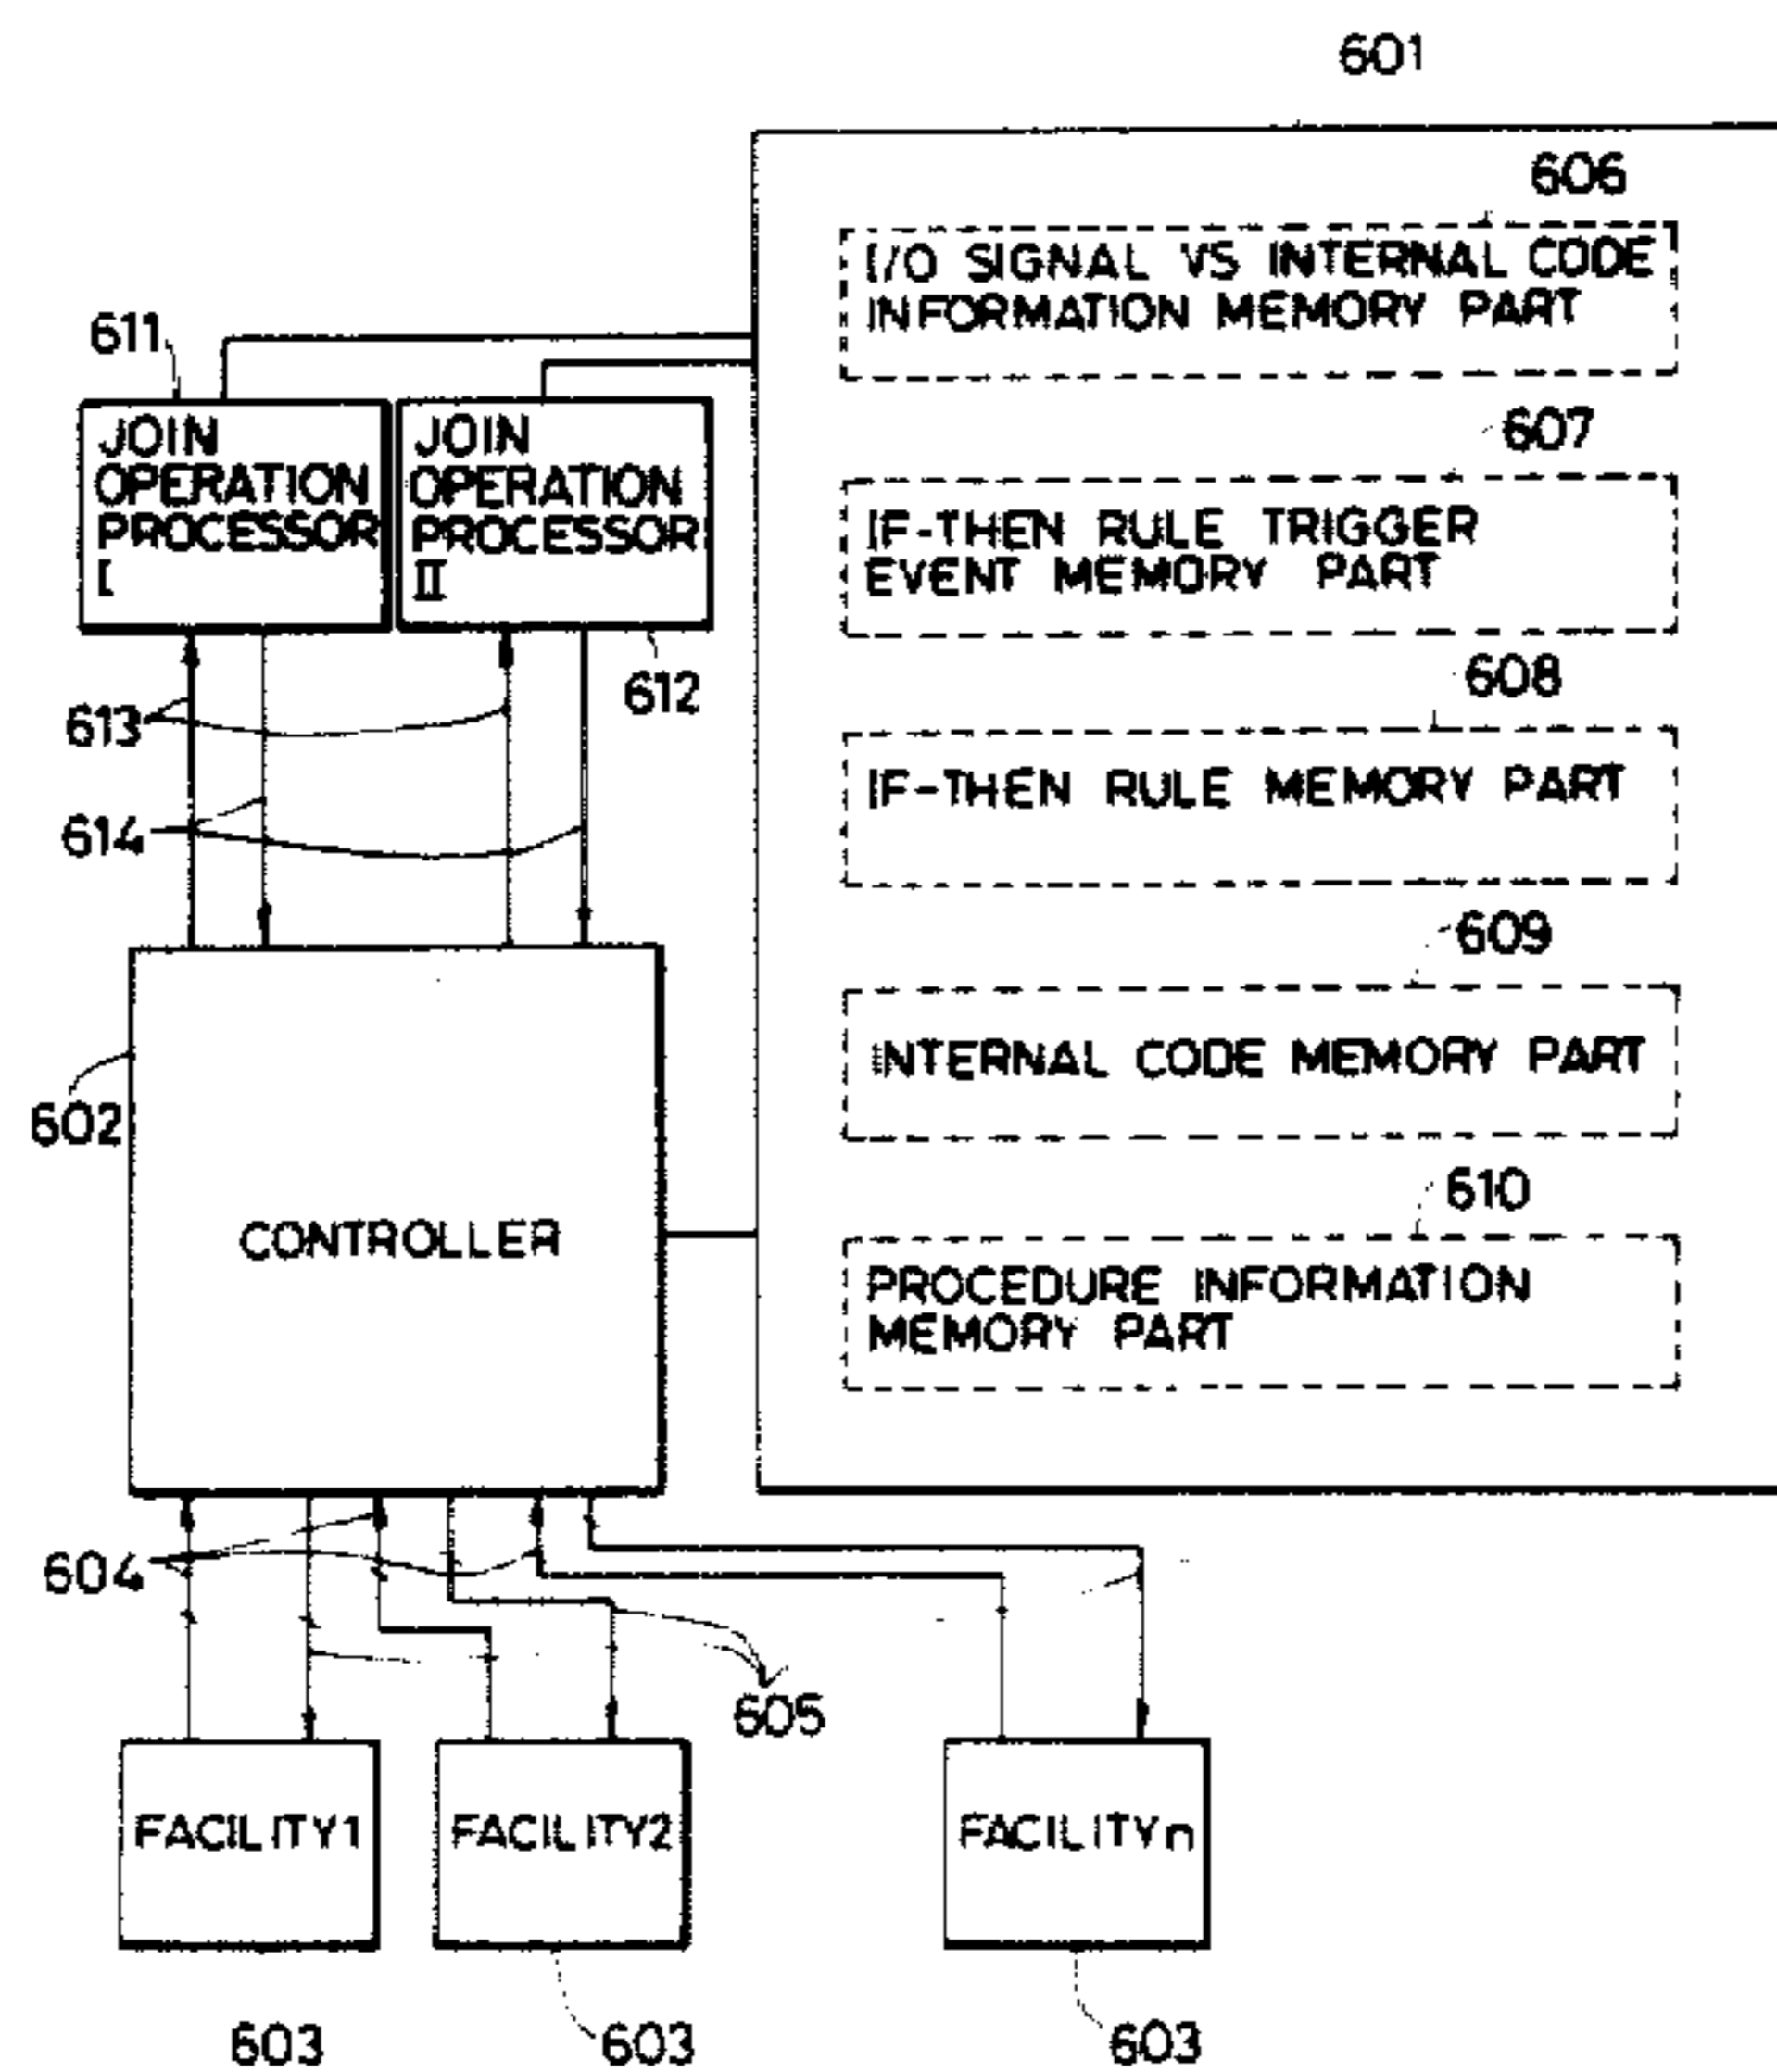 601
606
I/O SIGNAL VS INTERNAL CODE
INFORMATION MEMORY PART
611
JOIN
OPERATION
PROCESSOR
I
JOIN
OPERATION
PROCESSOR
II
607
IF-THEN RULE TRIGGER
EVENT MEMORY PART
612
613
608
IF-THEN RULE MEMORY PART
614
609
INTERNAL CODE MEMORY PART
602
CONTROLLER
610
PROCEDURE INFORMATION
MEMORY PART
604
605
FACILITY1
FACILITY2
FACILITYn
603
603
603